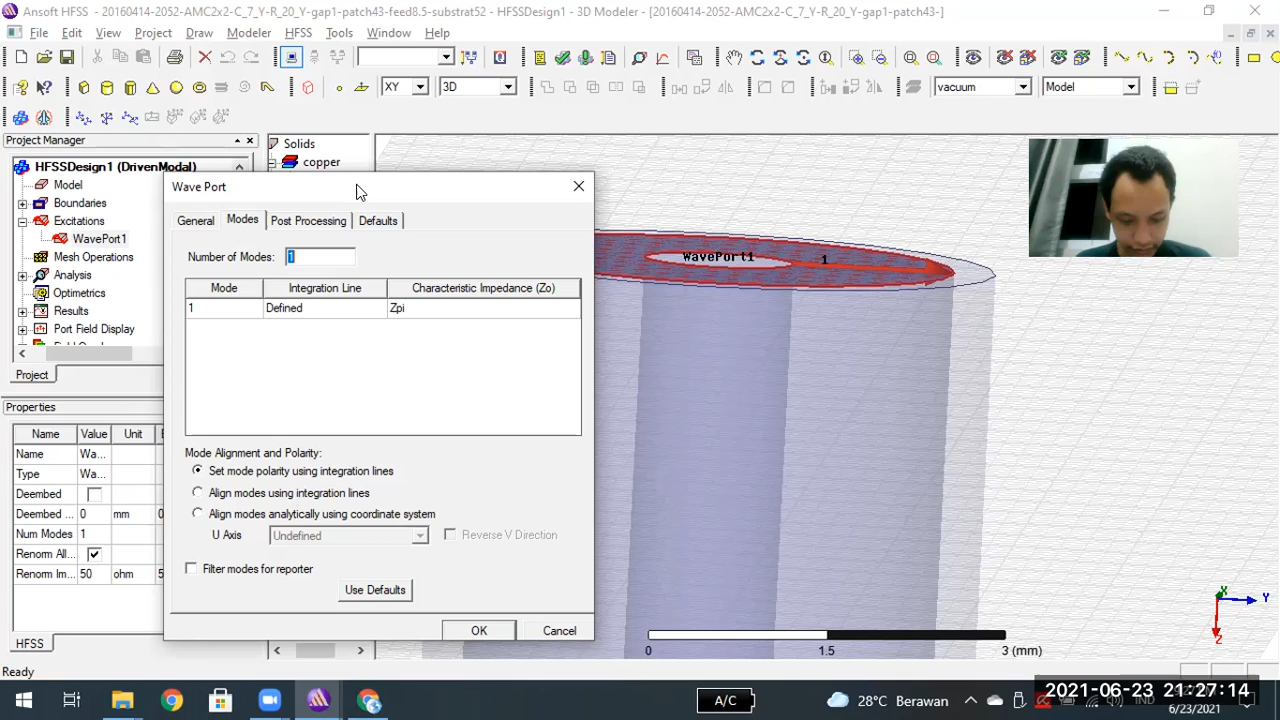 Ansoft HFSS - 20160414-2052-AMC2x2-C_7_Y-R_20_Y-gap1-patch43-feed8.5-substrat52 - HFSSDesign1 - 3D Modeler - [20160414-2052-AMC2x2-C_7_Y-R_20_Y-gap1-patch43-]
File Edit View Project Draw Modeler HFSS Tools Window Help
XY 3D vacuum Model
Project Manager
HFSSDesign1 (DrivenModal)
Model
Boundaries
Excitations
WavePort1
Mesh Operations
Analysis
Optimetrics
Results
Port Field Display
Project
Properties
Name Value Unit
Name Wa...
Type Wa...
Deembed
Deembed ... 0 mm
Num Modes 1
Renorm All...
Renorm Im... 50 ohm
HFSS
Solids
copper
Wave Port
General Modes Post Processing Defaults
Number of Modes: 1
Mode Integration Line Characteristic Impedance (Zo)
1 Defined Zpi
Mode Alignment and Polarity:
Set mode polarity using integration lines
Align modes using integration lines
Align modes analytically using coordinate system
U Axis Undefined Reverse V Direction
Filter modes for reporter
Use Defaults
OK Cancel
WavePort1 1
X
Y
Z
0 1.5 3 (mm)
Ready
A/C
28°C Berawan
IND
2021-06-23 21:27:14
6/23/2021